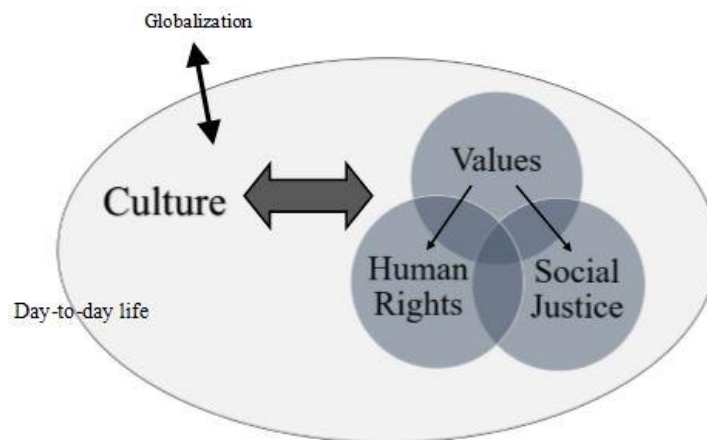 Globalization
Values
Culture
Human
Rights
Social
Justice
Day-to-day life